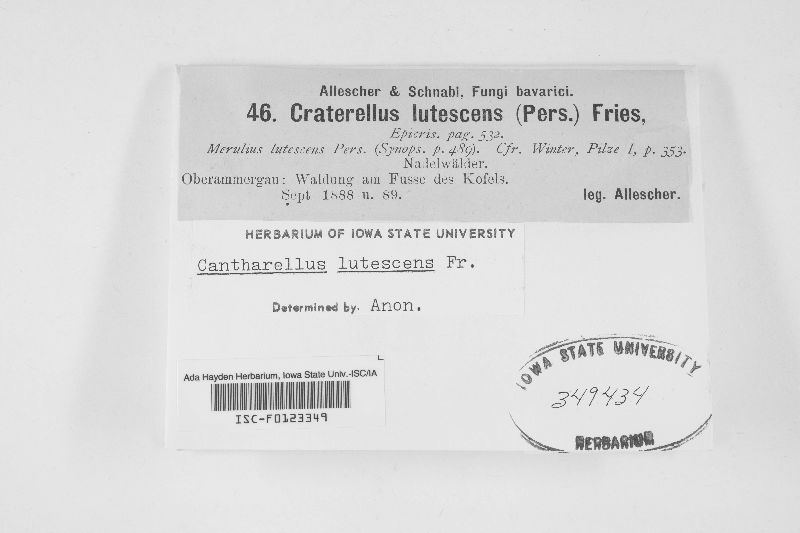 Allescher & Schnabl, Fungi bavarici.
46. Craterellus lutescens (Pers.) Fries,
Epicris. pag. 532.
Merulius lutescens Pers. (Synops. p. 489). Cfr. Winter, Pilze I, p. 353.
Nadelwälder.
Oberammergau: Waldung am Fusse des Kofels.
Sept 1888 u. 89. leg. Allescher.
HERBARIUM OF IOWA STATE UNIVERSITY
Cantharellus lutescens Fr.
Determined by. Anon.
Ada Hayden Herbarium, Iowa State Univ.-ISC/IA
ISC-F0123349
IOWA STATE UNIVERSITY
349434
HERBARIUM